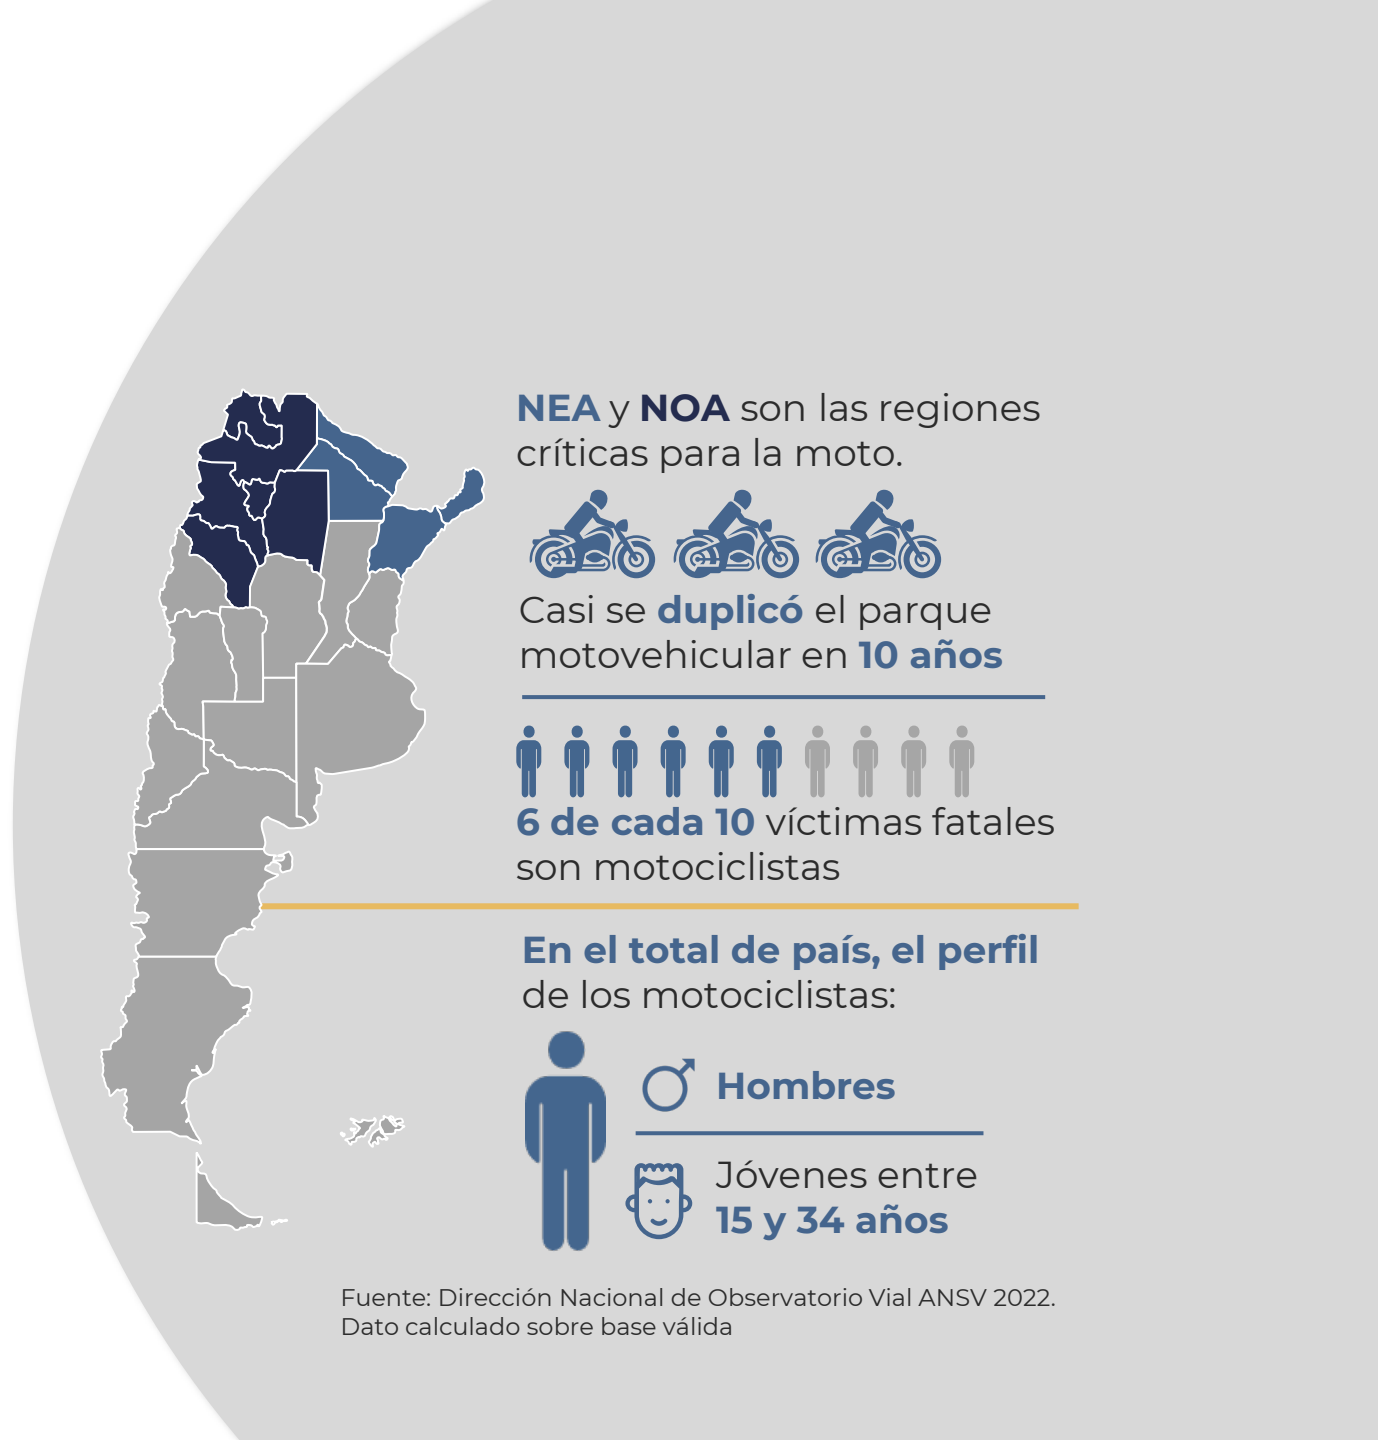 NEA y NOA son las regiones
críticas para la moto.
Casi se duplicó el parque
motovehicular en 10 años
6 de cada 10 víctimas fatales
son motociclistas
En el total de país, el perfil
de los motociclistas:
Hombres
Jóvenes entre
15 y 34 años
Fuente: Dirección Nacional de Observatorio Vial ANSV 2022.
Dato calculado sobre base válida